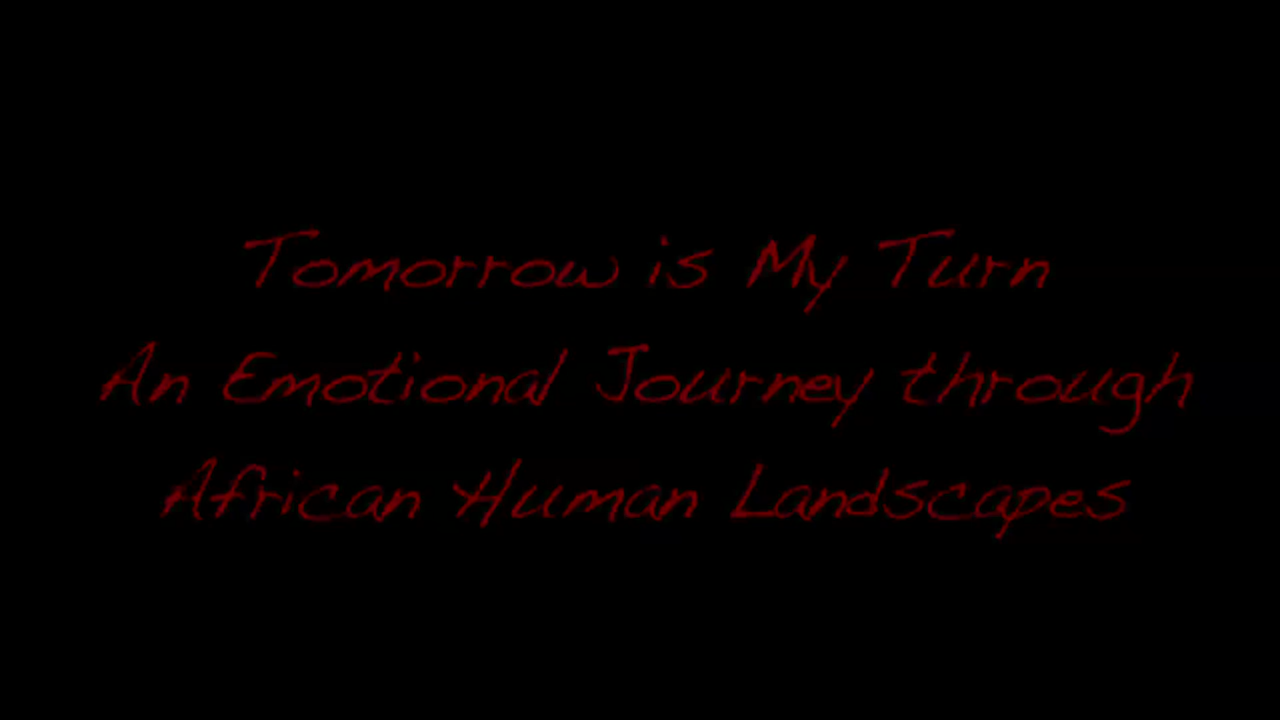 Tomorrow is My Turn
An Emotional Journey through
African Human Landscapes